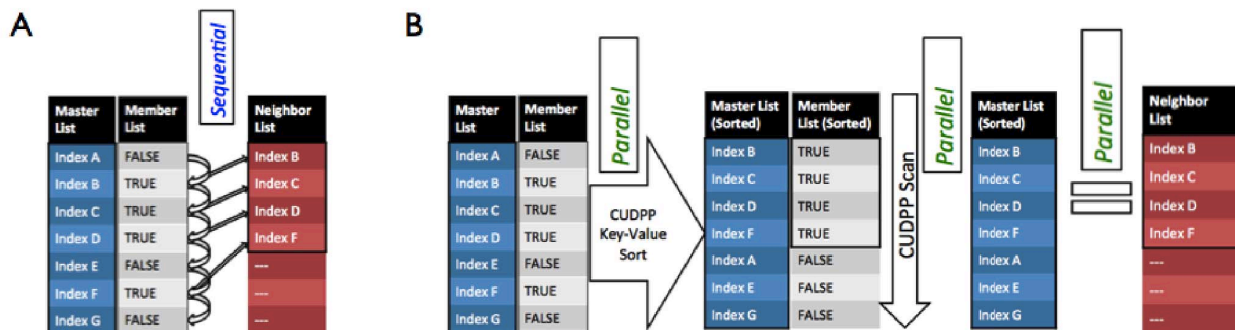 A
Sequential
Master List
Member List
Neighbor List
Index A FALSE Index B
Index B TRUE Index C
Index C TRUE Index D
Index D TRUE Index F
Index E FALSE ---
Index F TRUE ---
Index G FALSE ---
B
Parallel
Master List
Member List
Index A FALSE
Index B TRUE
Index C TRUE
Index D TRUE
Index E FALSE
Index F TRUE
Index G FALSE
CUDPP
Key-Value
Sort
Master List (Sorted)
Member List (Sorted)
Index B TRUE
Index C TRUE
Index D TRUE
Index F TRUE
Index A FALSE
Index E FALSE
Index G FALSE
CUDPP Scan
Parallel
Master List (Sorted)
Index B
Index C
Index D
Index F
Index A
Index E
Index G
Parallel
Neighbor List
Index B
Index C
Index D
Index F
---
---
---